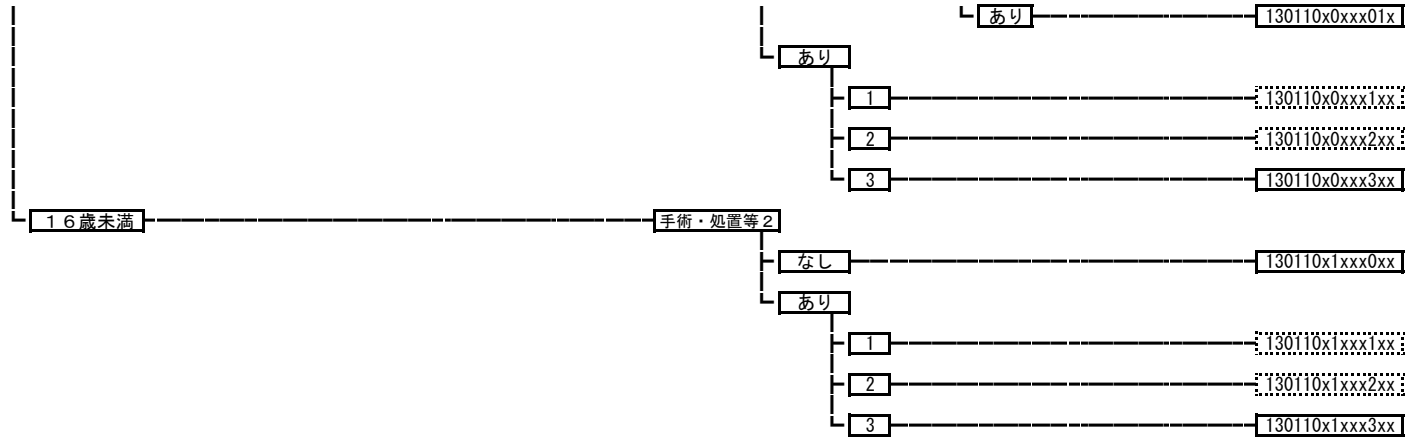 あり 130110x0xxx01x
あり
1 130110x0xxx1xx
2 130110x0xxx2xx
3 130110x0xxx3xx
１６歳未満 手術・処置等２
なし 130110x1xxx0xx
あり
1 130110x1xxx1xx
2 130110x1xxx2xx
3 130110x1xxx3xx